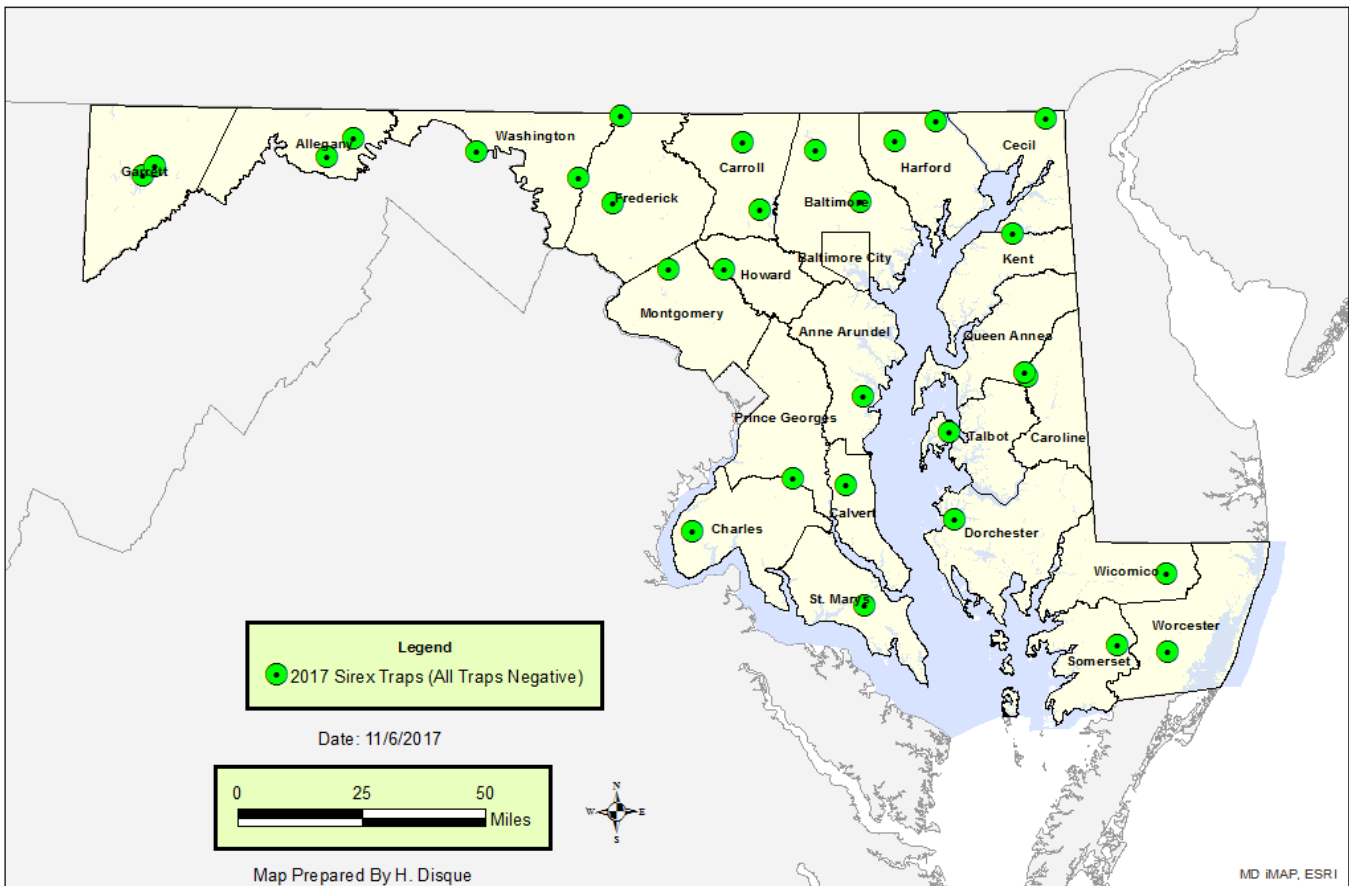 Washington
Allegany
Garrett
Frederick
Carroll
Baltimore
Harford
Cecil
Baltimore City
Howard
Montgomery
Kent
Anne Arundel
Queen Annes
Prince Georges
Talbot
Caroline
Calvert
Charles
Dorchester
St. Marys
Wicomico
Worcester
Somerset
Legend
2017 Sirex Traps (All Traps Negative)
Date: 11/6/2017
0 25 50
Miles
N
W E
S
Map Prepared By H. Disque
MD iMAP, ESRI